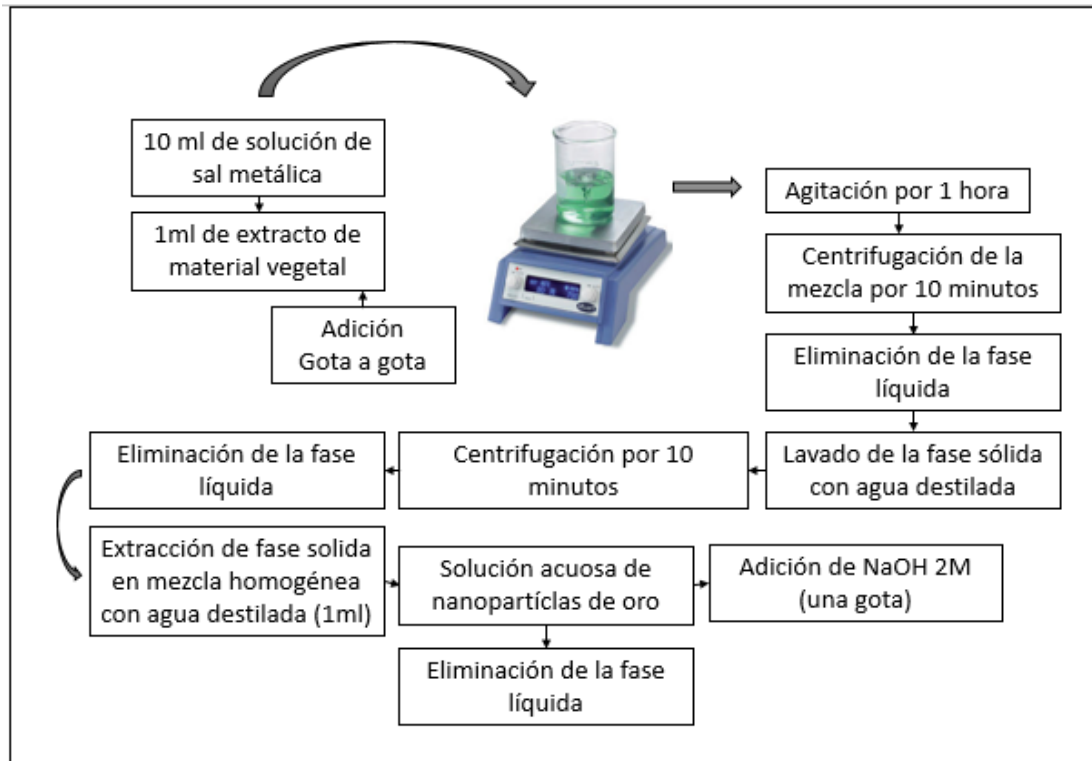 10 ml de solución de
sal metálica
1ml de extracto de
material vegetal
Adición
Gota a gota
Agitación por 1 hora
Centrifugación de la
mezcla por 10 minutos
Eliminación de la fase
líquida
Lavado de la fase sólida
con agua destilada
Centrifugación por 10
minutos
Eliminación de la fase
líquida
Extracción de fase solida
en mezcla homogénea
con agua destilada (1ml)
Solución acuosa de
nanopartíclas de oro
Adición de NaOH 2M
(una gota)
Eliminación de la fase
líquida